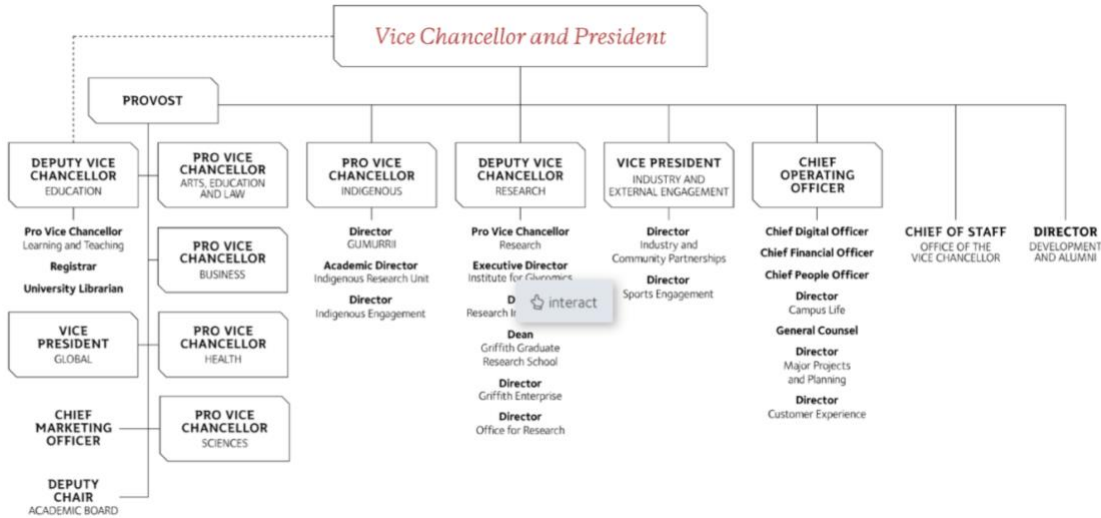 Vice Chancellor and President
PROVOST
DEPUTY VICE
CHANCELLOR
EDUCATION
Pro Vice Chancellor
Learning and Teaching
Registrar
University Librarian
VICE
PRESIDENT
GLOBAL
CHIEF
MARKETING
OFFICER
DEPUTY
CHAIR
ACADEMIC BOARD
PRO VICE
CHANCELLOR
ARTS, EDUCATION
AND LAW
PRO VICE
CHANCELLOR
BUSINESS
PRO VICE
CHANCELLOR
HEALTH
PRO VICE
CHANCELLOR
SCIENCES
PRO VICE
CHANCELLOR
INDIGENOUS
Director
GUMURRII
Academic Director
Indigenous Research Unit
Director
Indigenous Engagement
DEPUTY VICE
CHANCELLOR
RESEARCH
Pro Vice Chancellor
Research
Executive Director
Institute for Glycomics
Research
interact
Dean
Griffith Graduate
Research School
Director
Griffith Enterprise
Director
Office for Research
VICE PRESIDENT
INDUSTRY AND
EXTERNAL ENGAGEMENT
Director
Industry and
Community Partnerships
Director
Sports Engagement
CHIEF
OPERATING
OFFICER
Chief Digital Officer
Chief Financial Officer
Chief People Officer
Director
Campus Life
General Counsel
Director
Major Projects
and Planning
Director
Customer Experience
CHIEF OF STAFF
OFFICE OF THE
VICE CHANCELLOR
DIRECTOR
DEVELOPMENT
AND ALUMNI